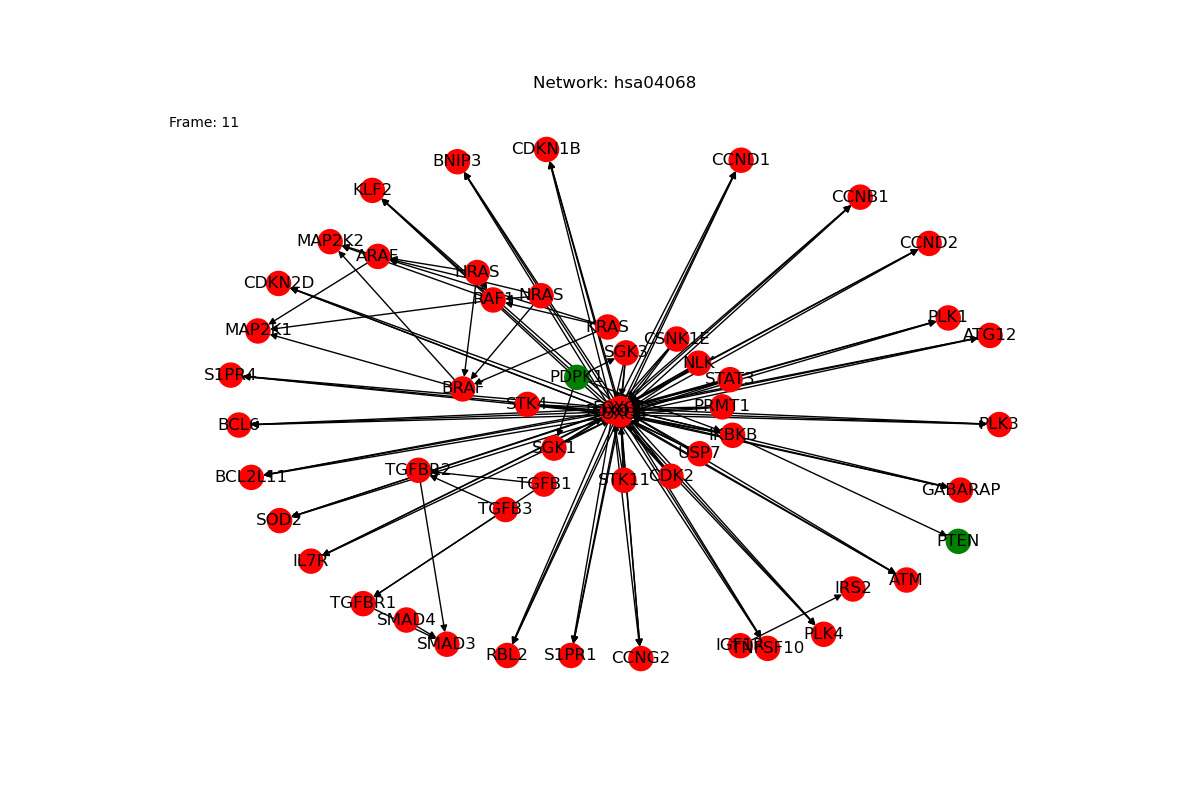 Network: hsa04068
Frame: 11
CDKN1B
BNIP3
CCND1
KLF2
CCNB1
MAP2K2
CCND2
ARAF
HRAS
CDKN2D
NRAS
RAF1
PLK1
KRAS
MAP2K1
ATG12
CSNK1E
SGK3
NLK
S1PR4
PDPK1
STAT3
BRAF
STK4
PRMT1
BCL6
PLK3
IKBKB
SGK1
USP7
TGFBR2
BCL2L11
STK11
CDK2
TGFB1
GABARAP
TGFB3
SOD2
PTEN
IL7R
ATM
IRS2
TGFBR1
SMAD4
PLK4
SMAD3
IGF1R
TNFSF10
RBL2
S1PR1
CCNG2